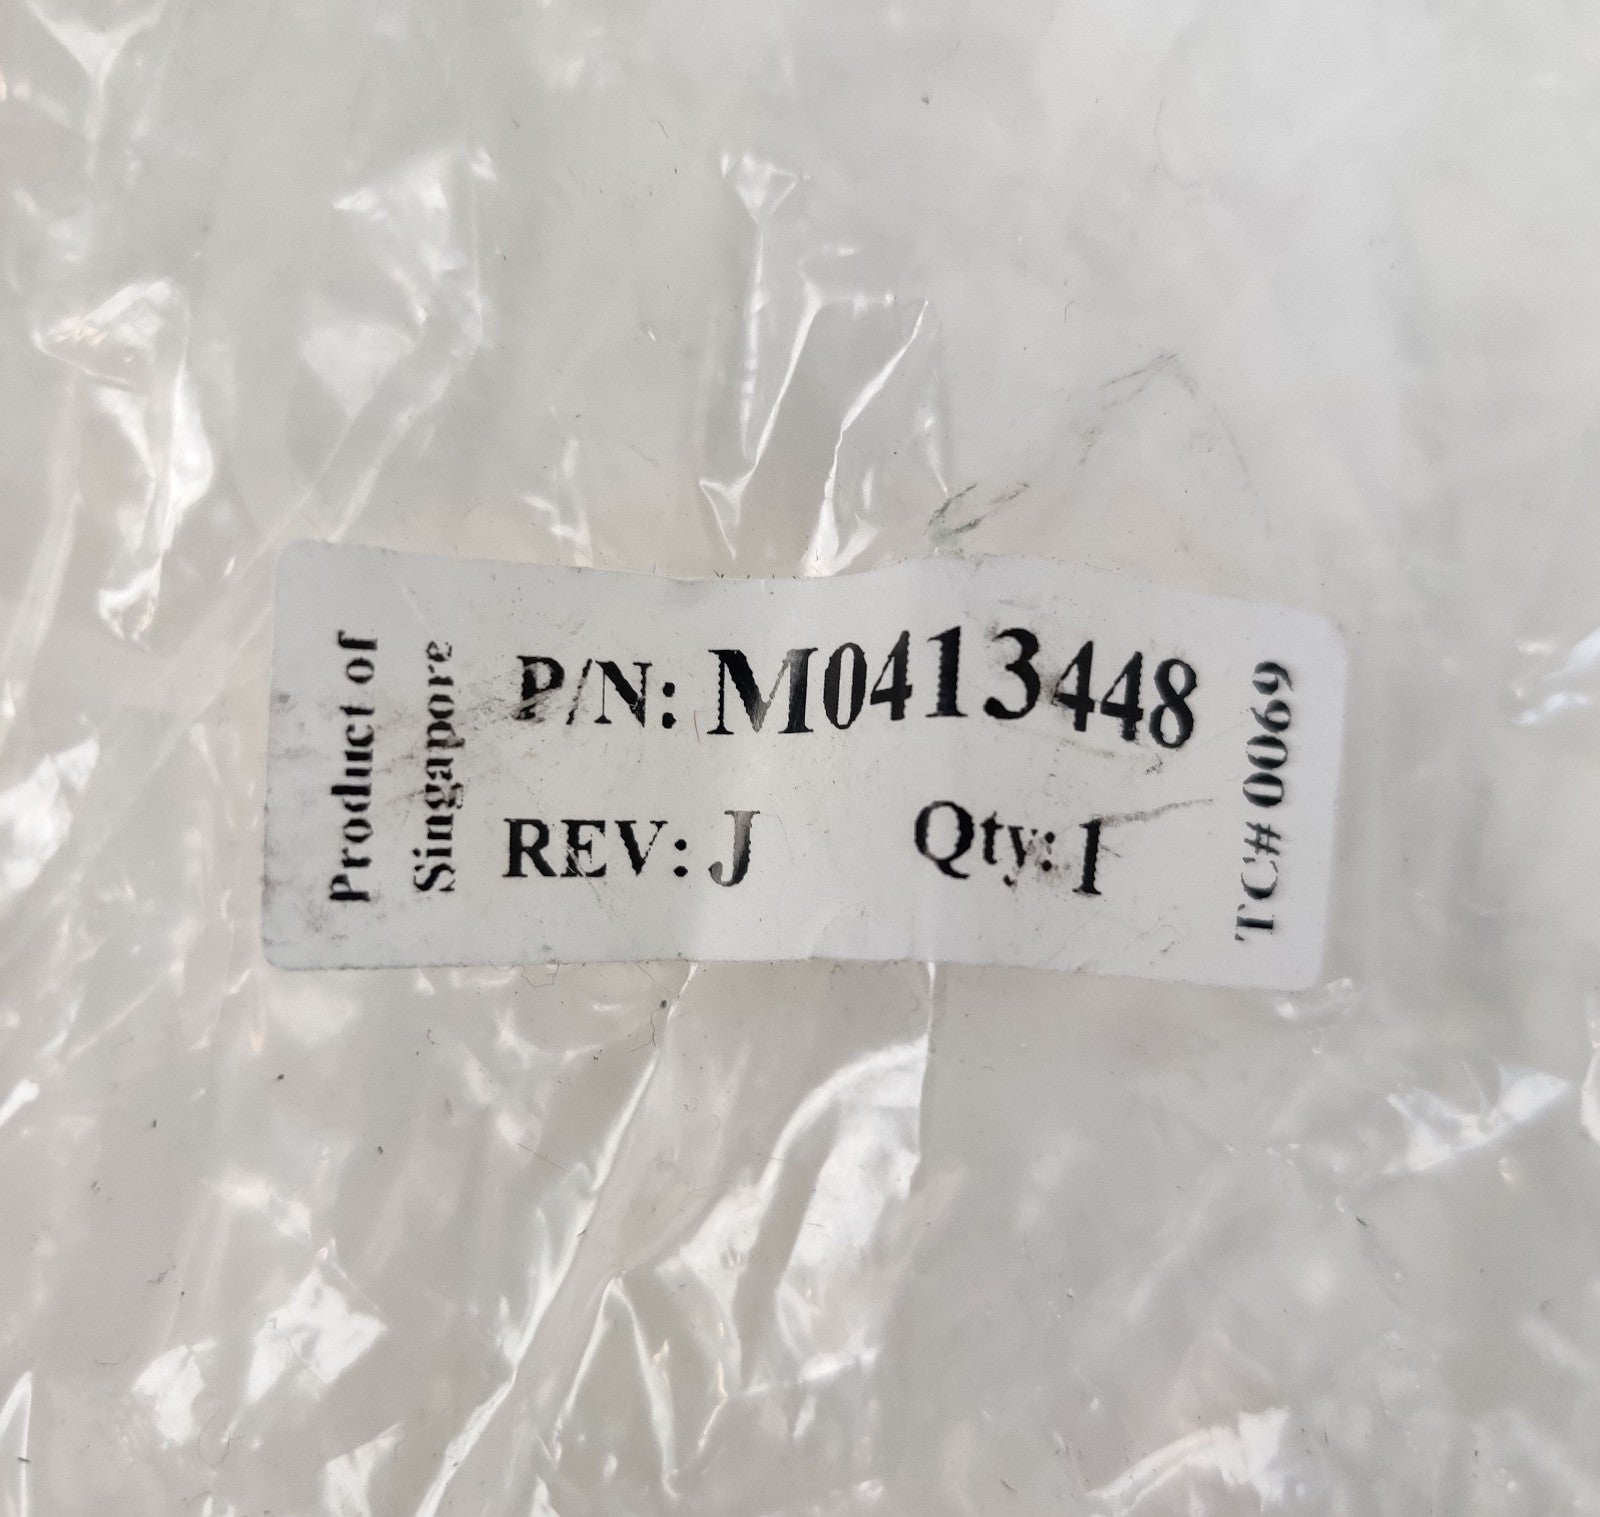 Product of
Singapore
P/N: M0413448
REV: J Qty: 1
TC# 0069